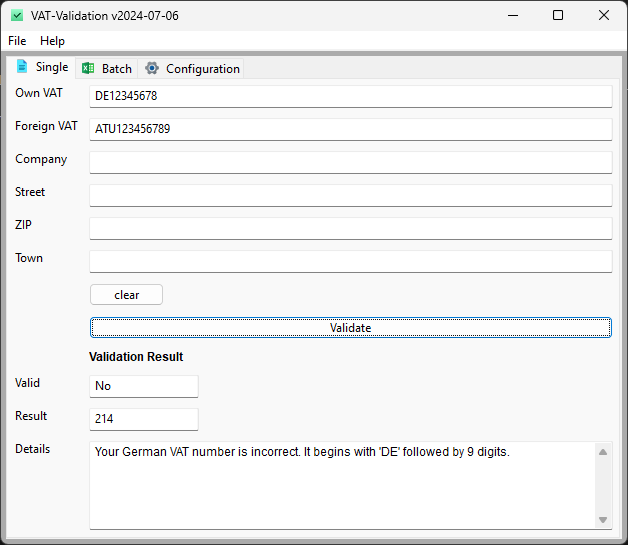 VAT-Validation v2024-07-06
File Help
Single Batch Configuration
Own VAT DE12345678
Foreign VAT ATU123456789
Company
Street
ZIP
Town
clear
Validate
Validation Result
Valid No
Result 214
Details Your German VAT number is incorrect. It begins with 'DE' followed by 9 digits.